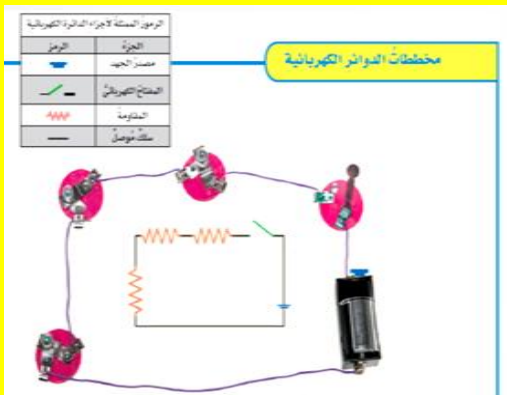 مخططات الدوائر الكهربائية
الرموز الممثلة لأجزاء الدائرة الكهربائية
الجزء الرمز
مصدر الجهد
المفتاح الكهربائي
المقاومة
سلك موصل